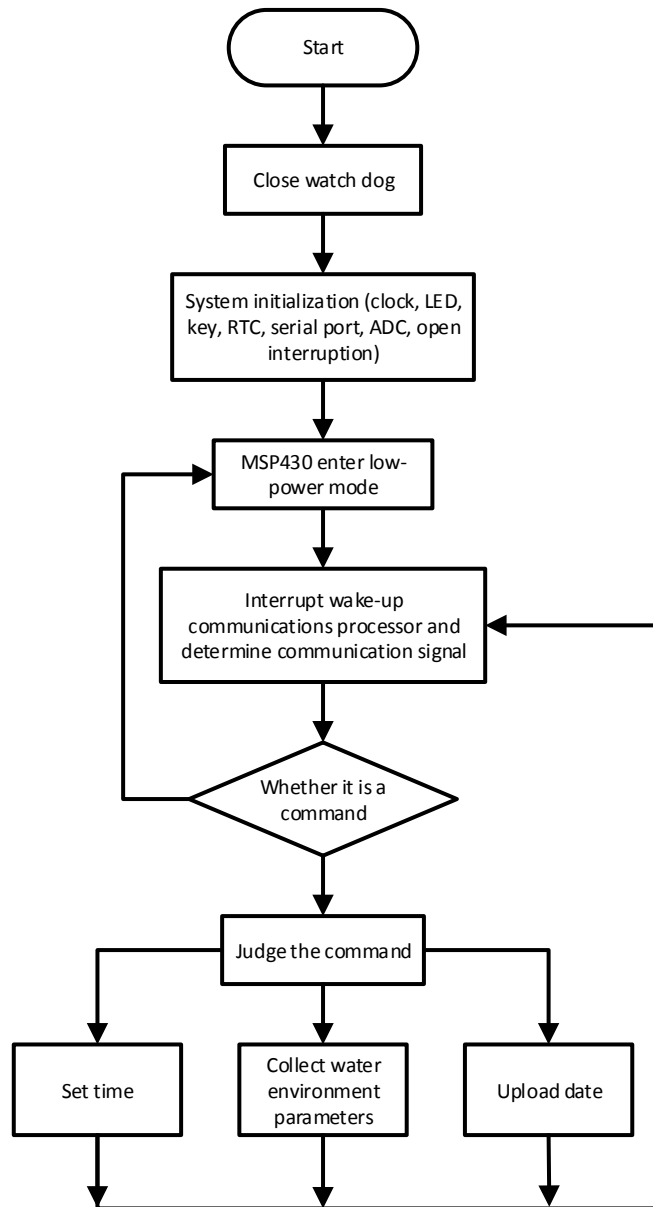 Start
Close watch dog
System initialization (clock, LED,
key, RTC, serial port, ADC, open
interruption)
MSP430 enter low-
power mode
Interrupt wake-up
communications processor and
determine communication signal
Whether it is a
command
Judge the command
Set time
Collect water
environment
parameters
Upload date